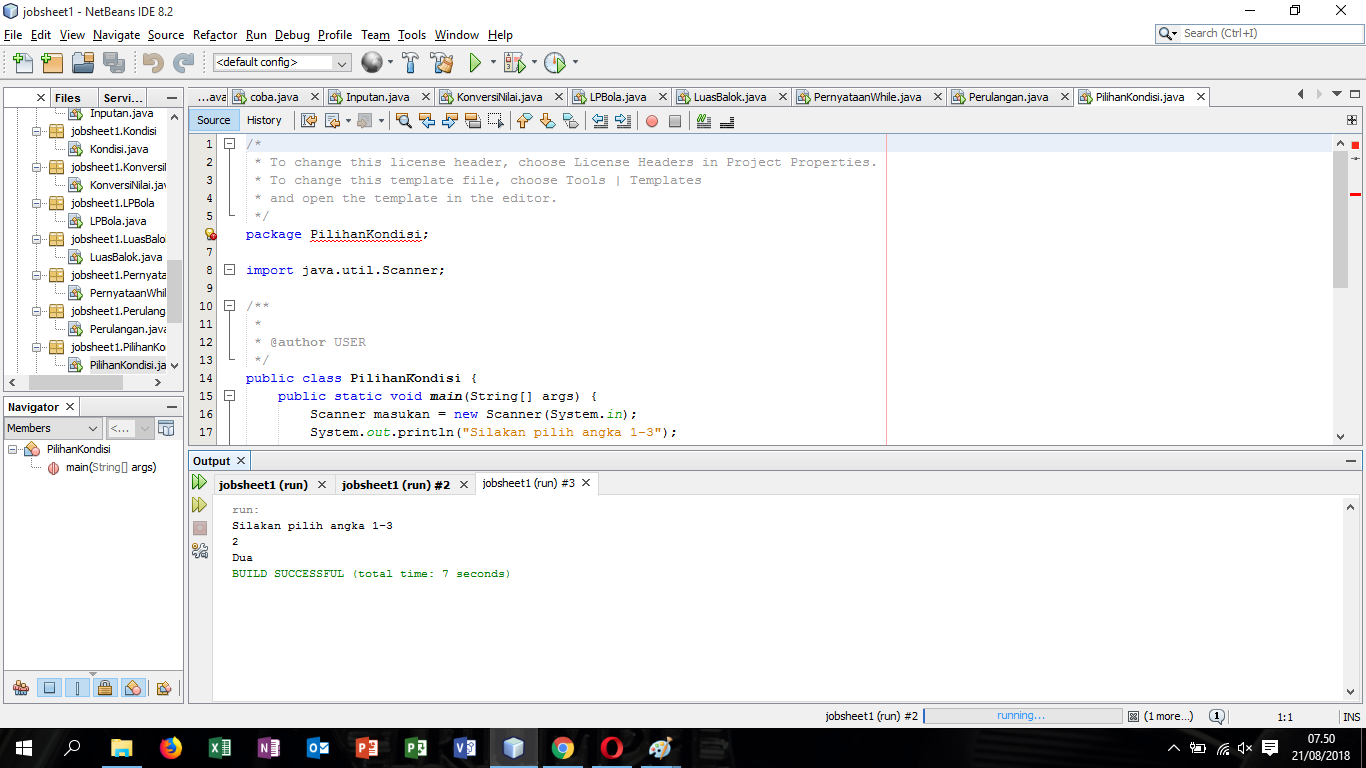 jobsheet1 - NetBeans IDE 8.2
File Edit View Navigate Source Refactor Run Debug Profile Team Tools Window Help
Search (Ctrl+I)
<default config>
Files Servi...
Inputan.java
jobsheet1.Kondisi
Kondisi.java
jobsheet1.Konversi
KonversiNilai.jav
jobsheet1.LPBola
LPBola.java
jobsheet1.LuasBalo
LuasBalok.java
jobsheet1.Pernyata
PernyataanWhil
jobsheet1.Perulang
Perulangan.java
jobsheet1.PilihanKo
PilihanKondisi.ja
Navigator
Members <...
PilihanKondisi
main(String[] args)
...ava coba.java Inputan.java KonversiNilai.java LPBola.java LuasBalok.java PernyataanWhile.java Perulangan.java PilihanKondisi.java
Source History
1 /*
2 * To change this license header, choose License Headers in Project Properties.
3 * To change this template file, choose Tools | Templates
4 * and open the template in the editor.
5 */
package PilihanKondisi;
7
8 import java.util.Scanner;
9
10 /**
11 *
12 * @author USER
13 */
14 public class PilihanKondisi {
15 public static void main(String[] args) {
16 Scanner masukan = new Scanner(System.in);
17 System.out.println("Silakan pilih angka 1-3");
Output
jobsheet1 (run) jobsheet1 (run) #2 jobsheet1 (run) #3
run:
Silakan pilih angka 1-3
2
Dua
BUILD SUCCESSFUL (total time: 7 seconds)
jobsheet1 (run) #2 running... (1 more...) 1 1:1 INS
07.50
21/08/2018